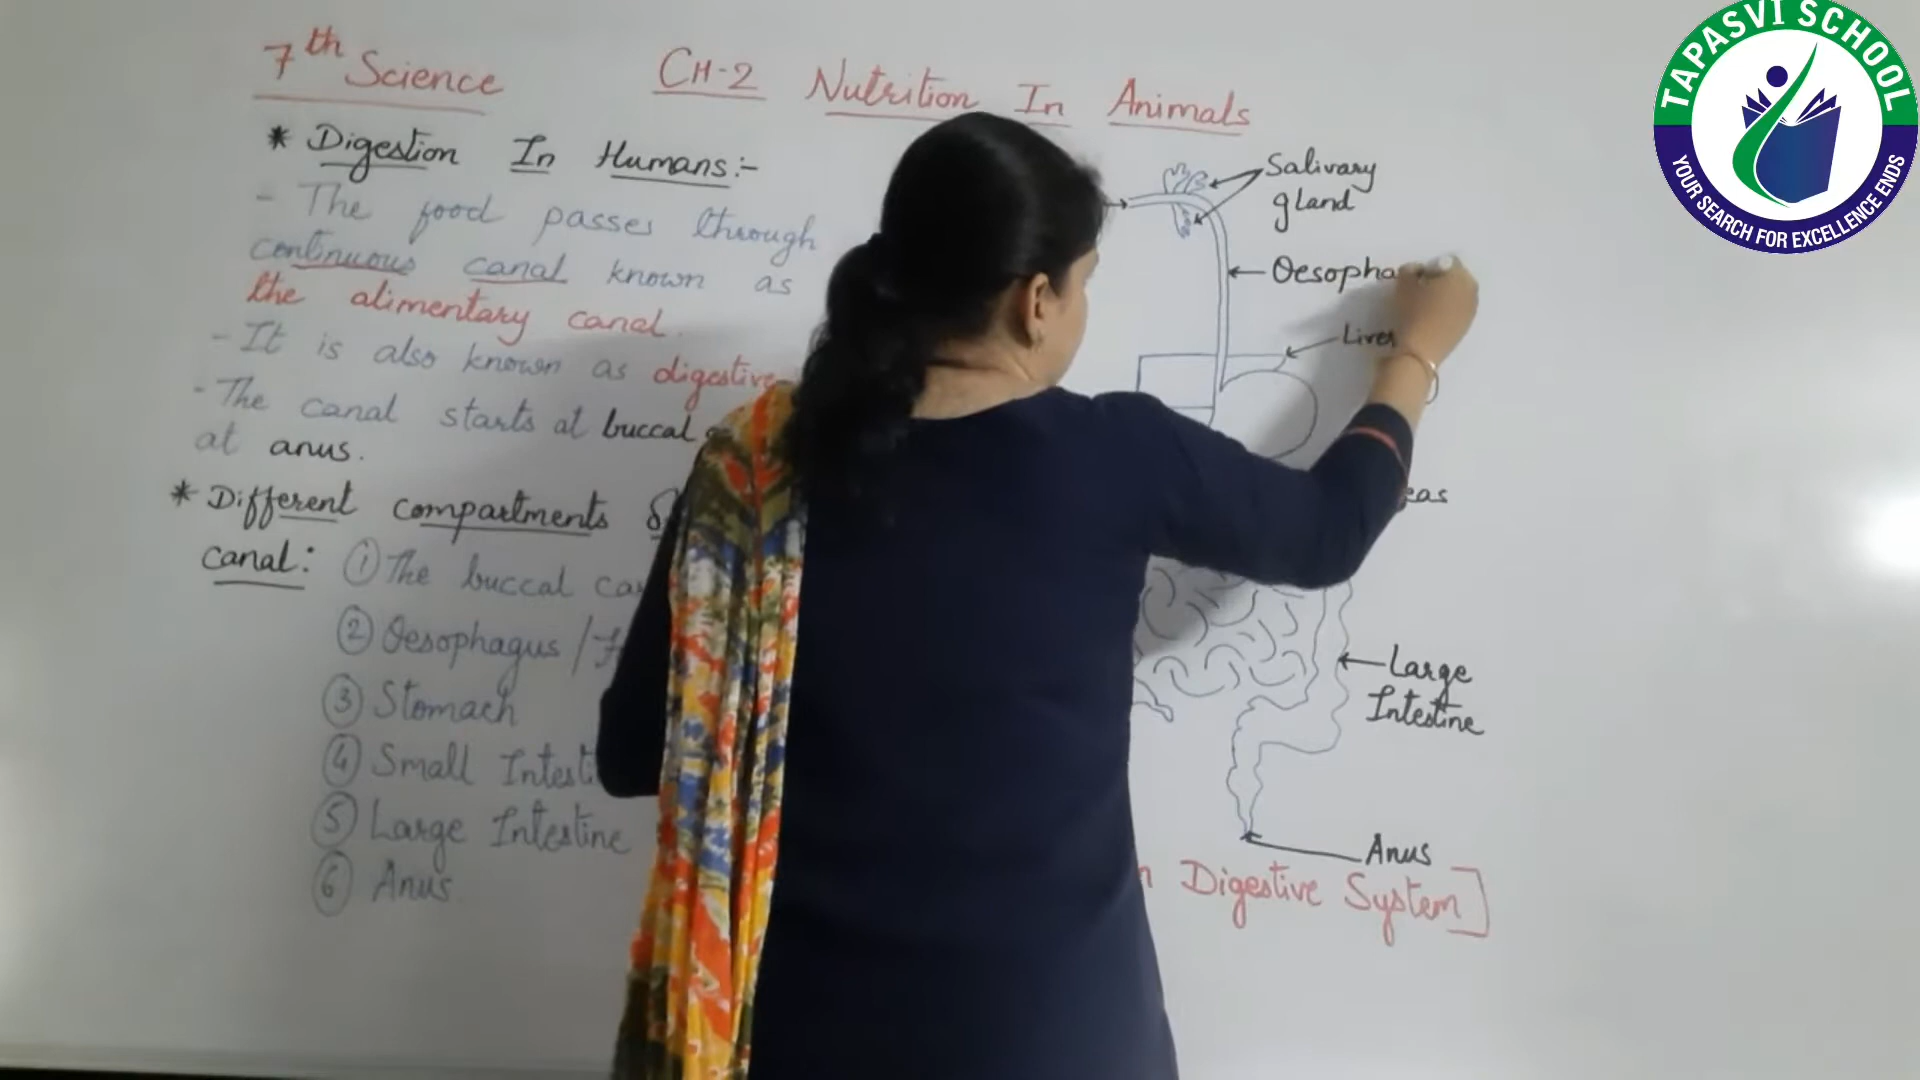 7th Science CH-2 Nutrition In Animals
* Digestion In Humans:-
- The food passes through
continuous canal known as
the alimentary canal.
- It is also known as digestive
- The canal starts at buccal
at anus.
* Different compartments
canal: ① The buccal
② Oesophagus /
③ Stomach
④ Small
⑤ Large Intestine
⑥ Anus.
Salivary
gland
Liver
Large
Intestine
Anus
Digestive System]
TAPASVI SCHOOL
YOUR SEARCH FOR EXCELLENCE ENDS